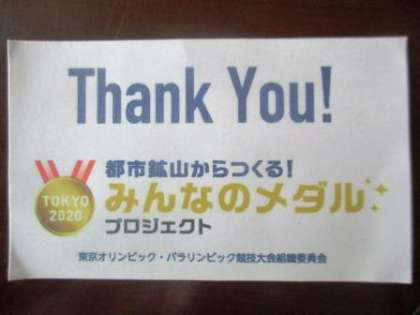 Thank You!
都市鉱山からつくる!
みんなのメダル
プロジェクト
TOKYO
2020
東京オリンピック・パラリンピック競技大会組織委員会